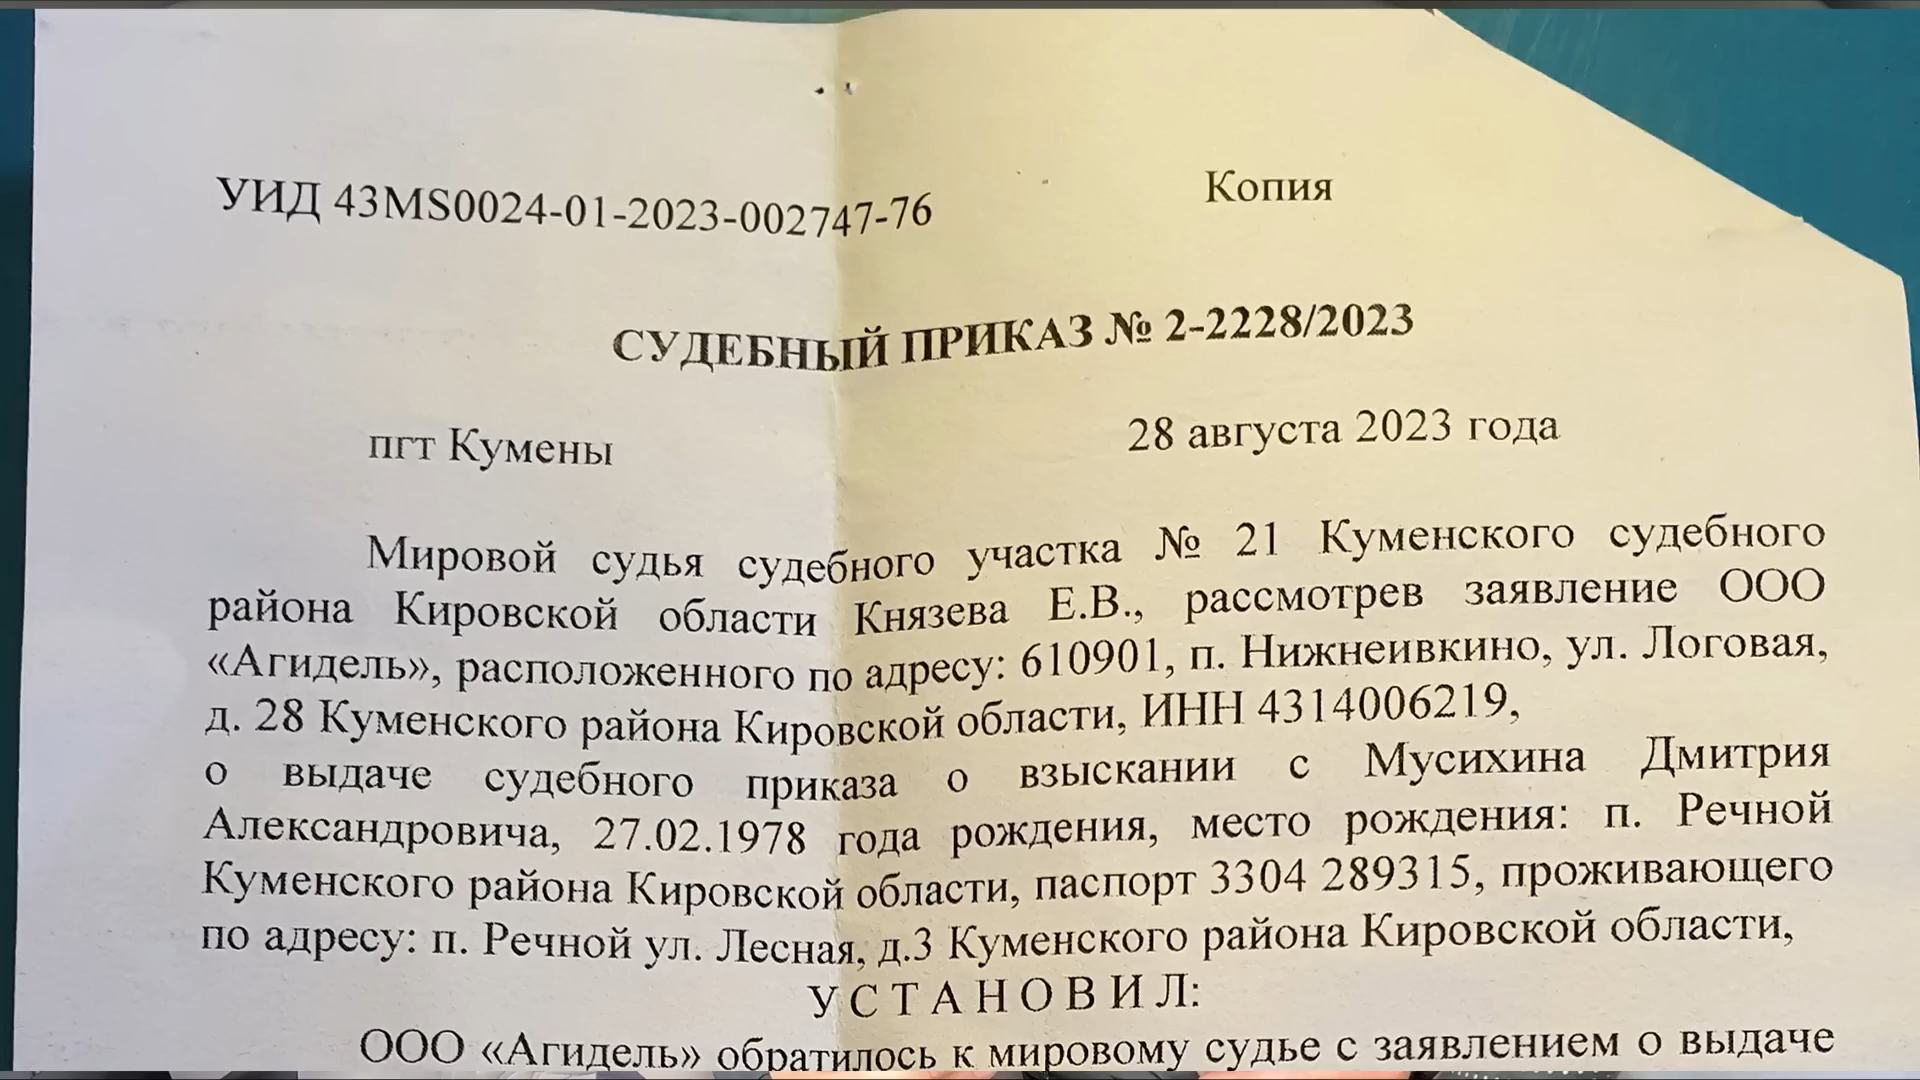 УИД 43MS0024-01-2023-002747-76
Копия
СУДЕБНЫЙ ПРИКАЗ № 2-2228/2023
пгт Кумены
28 августа 2023 года
Мировой судья судебного участка № 21 Куменского судебного
района Кировской области Князева Е.В., рассмотрев заявление ООО
«Агидель», расположенного по адресу: 610901, п. Нижнеивкино, ул. Логовая,
д. 28 Куменского района Кировской области, ИНН 4314006219,
о выдаче судебного приказа о взыскании с Мусихина Дмитрия
Александровича, 27.02.1978 года рождения, место рождения: п. Речной
Куменского района Кировской области, паспорт 3304 289315, проживающего
по адресу: п. Речной ул. Лесная, д.3 Куменского района Кировской области,
У С Т А Н О В И Л:
ООО «Агидель» обратилось к мировому судье с заявлением о выдаче